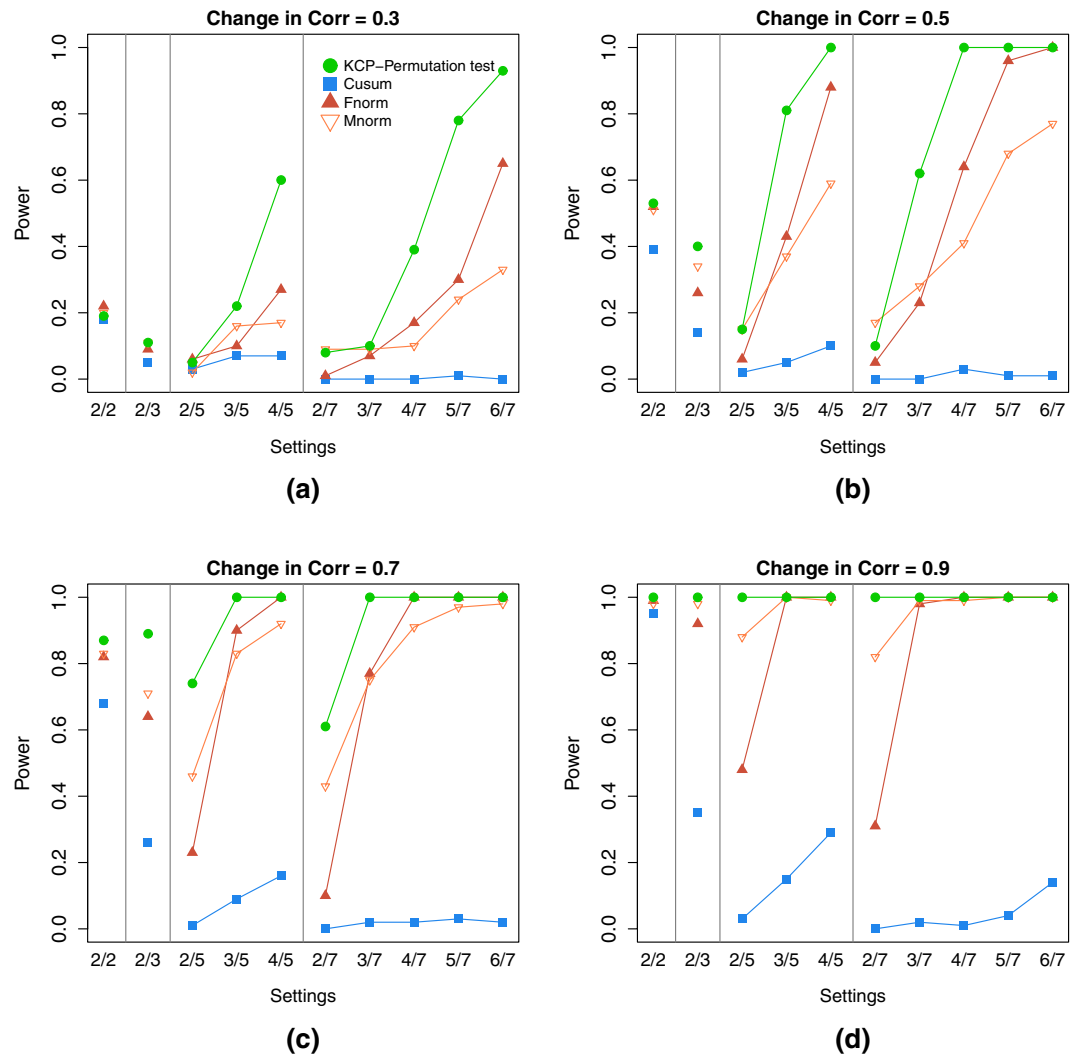 Change in Corr = 0.3
Power
0.0 0.2 0.4 0.6 0.8 1.0
KCP−Permutation test
Cusum
Fnorm
Mnorm
2/2 2/3 2/5 3/5 4/5 2/7 3/7 4/7 5/7 6/7
Settings
(a)
Change in Corr = 0.5
Power
0.0 0.2 0.4 0.6 0.8 1.0
2/2 2/3 2/5 3/5 4/5 2/7 3/7 4/7 5/7 6/7
Settings
(b)
Change in Corr = 0.7
Power
0.0 0.2 0.4 0.6 0.8 1.0
2/2 2/3 2/5 3/5 4/5 2/7 3/7 4/7 5/7 6/7
Settings
(c)
Change in Corr = 0.9
Power
0.0 0.2 0.4 0.6 0.8 1.0
2/2 2/3 2/5 3/5 4/5 2/7 3/7 4/7 5/7 6/7
Settings
(d)